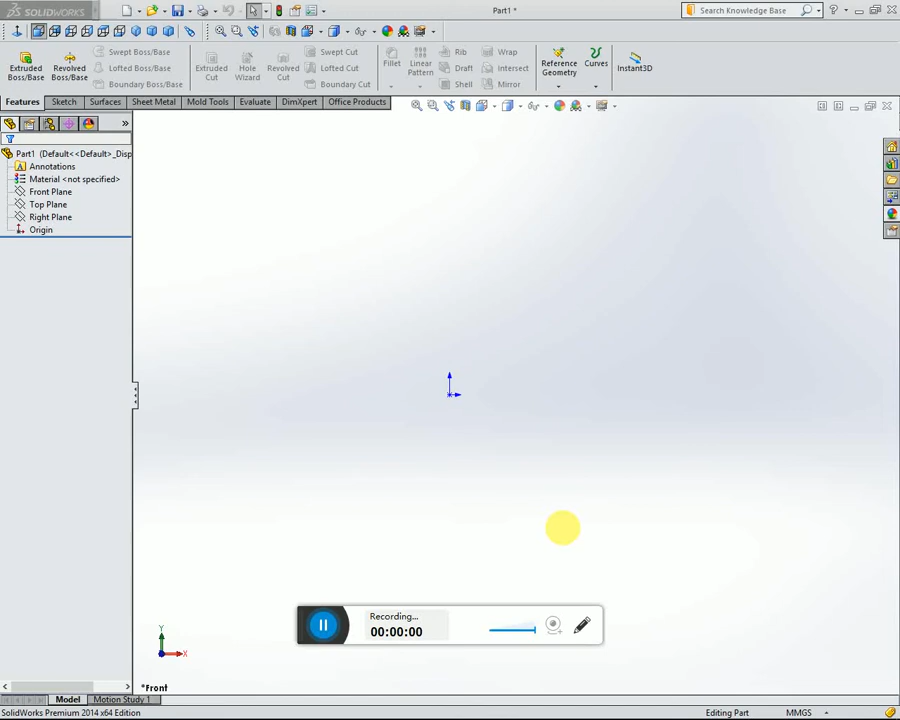 SOLIDWORKS
Part1 *
Search Knowledge Base
Extruded Boss/Base
Revolved Boss/Base
Swept Boss/Base
Lofted Boss/Base
Boundary Boss/Base
Extruded Cut
Hole Wizard
Revolved Cut
Swept Cut
Lofted Cut
Boundary Cut
Fillet
Linear Pattern
Rib
Draft
Shell
Wrap
Intersect
Mirror
Reference Geometry
Curves
Instant3D
Features
Sketch
Surfaces
Sheet Metal
Mold Tools
Evaluate
DimXpert
Office Products
Part1 (Default<<Default>_Disp
Annotations
Material <not specified>
Front Plane
Top Plane
Right Plane
Origin
Recording...
00:00:00
Y
X
*Front
Model
Motion Study 1
SolidWorks Premium 2014 x64 Edition
Editing Part
MMGS